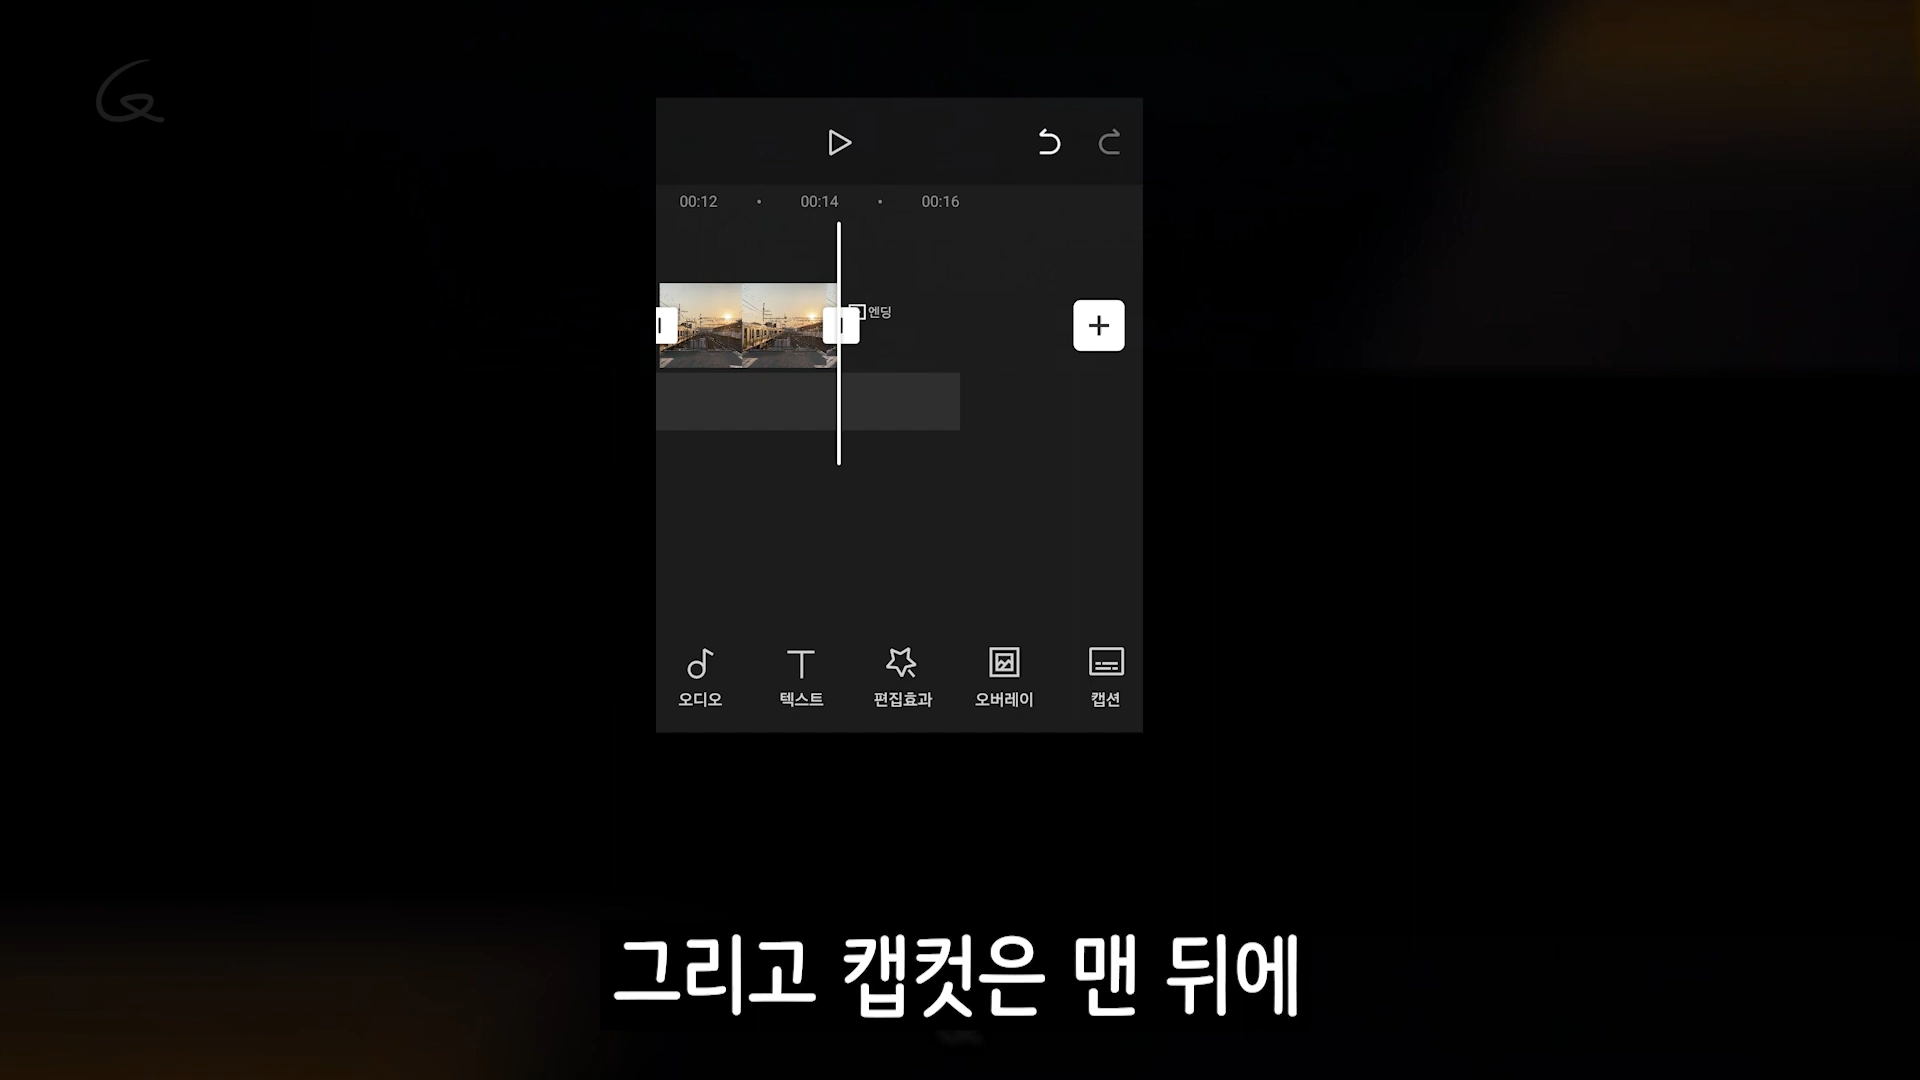 00:12 · 00:14 · 00:16
엔딩
오디오 텍스트 편집효과 오버레이 캡션
그리고 캡컷은 맨 뒤에